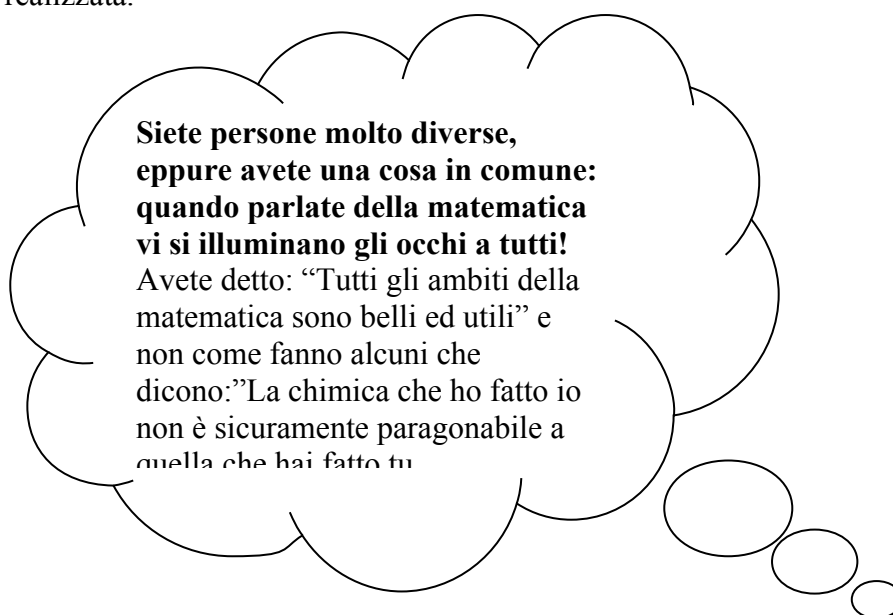 realizzata.
Siete persone molto diverse,
eppure avete una cosa in comune:
quando parlate della matematica
vi si illuminano gli occhi a tutti!
Avete detto: “Tutti gli ambiti della
matematica sono belli ed utili” e
non come fanno alcuni che
dicono:”La chimica che ho fatto io
non è sicuramente paragonabile a
quella che hai fatto tu